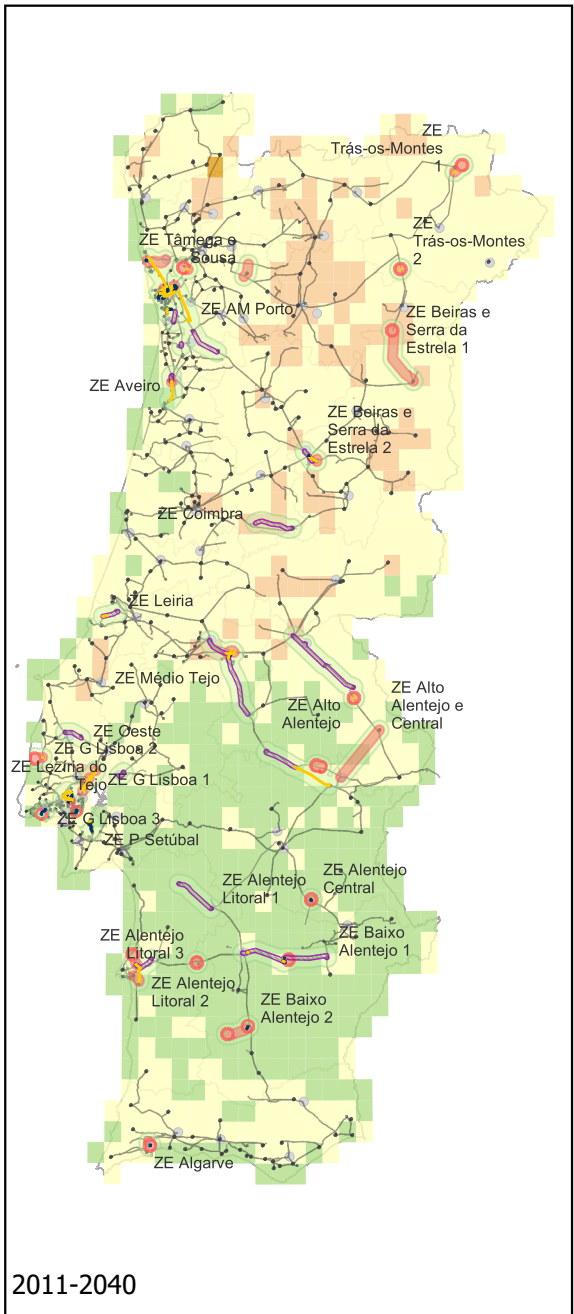 ZE
Trás-os-Montes
1
ZE
Trás-os-Montes
2
ZE Tâmega e
Sousa
ZE AM Porto
ZE Beiras e
Serra da
Estrela 1
ZE Aveiro
ZE Beiras e
Serra da
Estrela 2
ZE Coimbra
ZE Leiria
ZE Médio Tejo
ZE Alto
Alentejo
ZE Alto
Alentejo e
Central
ZE Oeste
ZE G Lisboa 2
ZE Lezíria do
Tejo
ZE G Lisboa 1
ZE G Lisboa 3
ZE P Setúbal
ZE Alentejo
Litoral 1
ZE Alentejo
Central
ZE Alentejo
Litoral 3
ZE Baixo
Alentejo 1
ZE Alentejo
Litoral 2
ZE Baixo
Alentejo 2
ZE Algarve
2011-2040